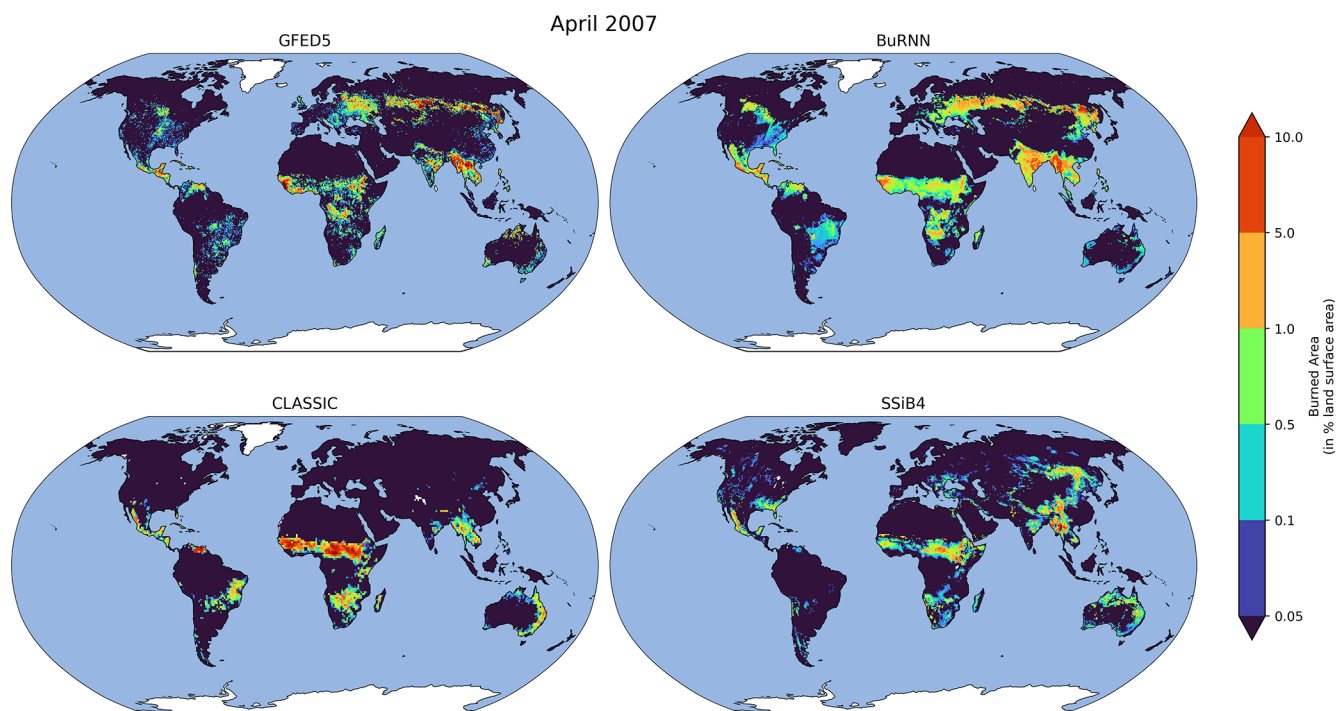 April 2007
GFED5
BuRNN
CLASSIC
SSiB4
10.0
5.0
1.0
0.5
0.1
0.05
Burned Area
(in % land surface area)